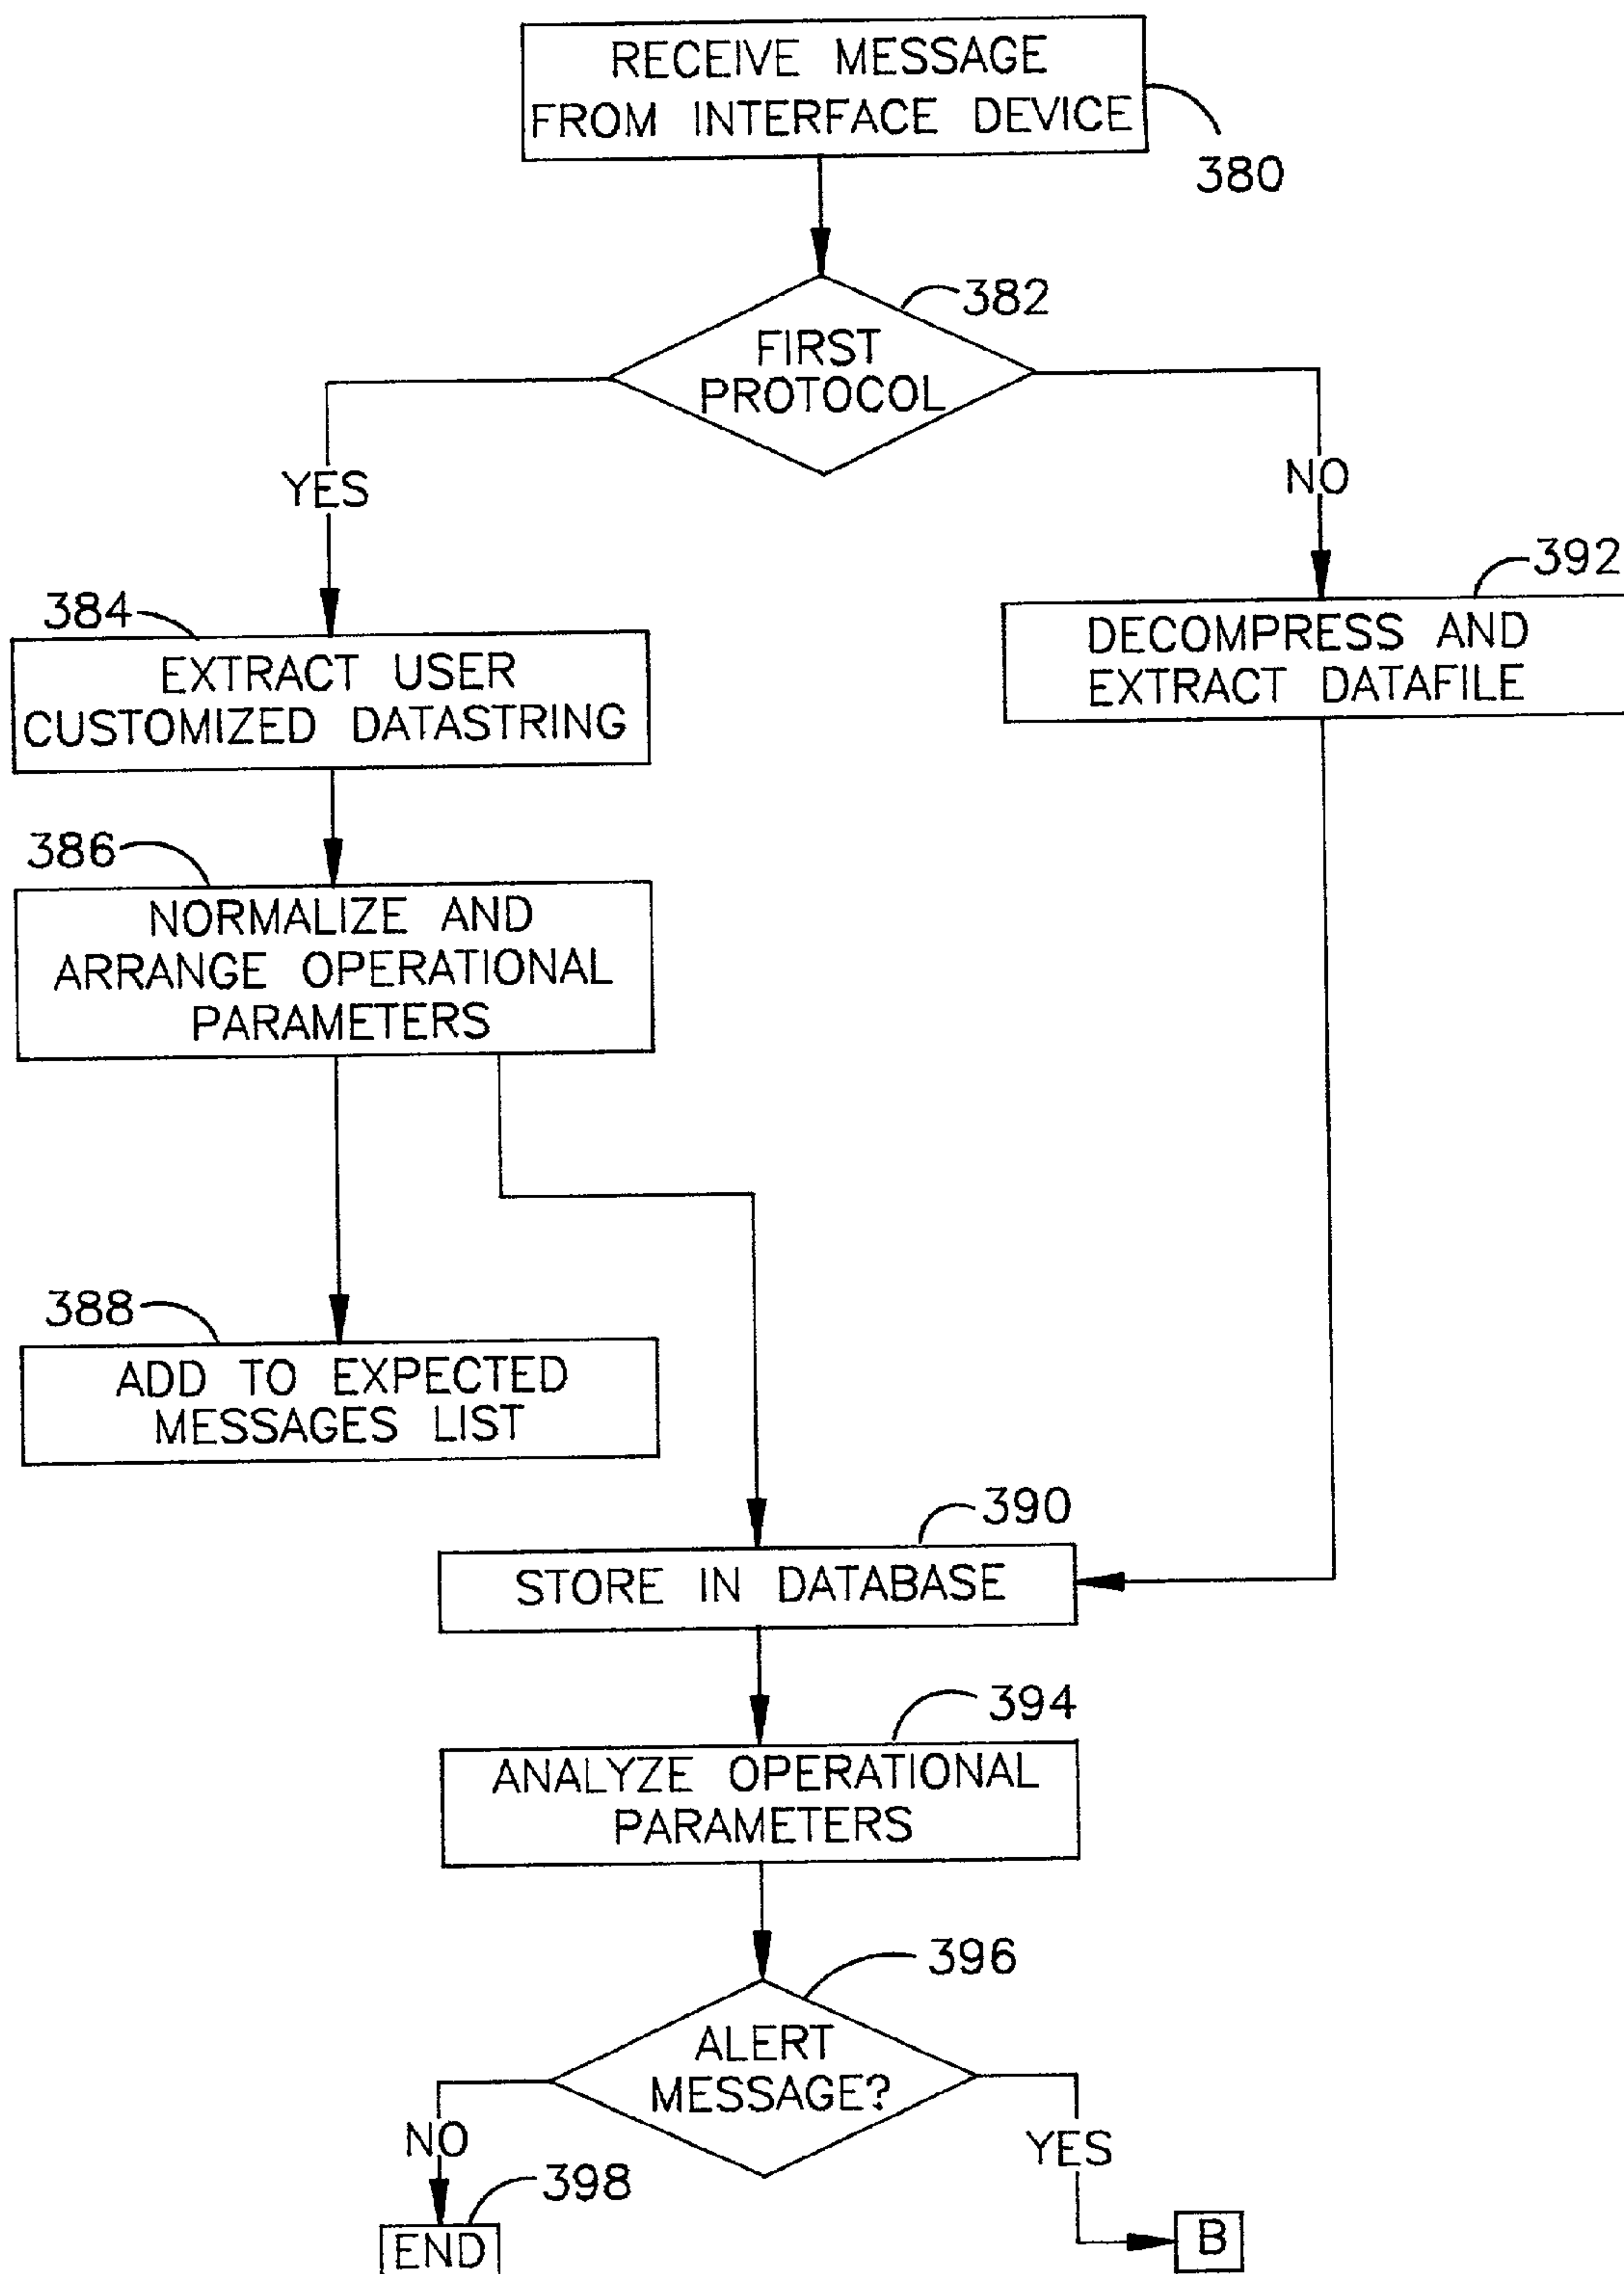 RECEIVE MESSAGE
FROM INTERFACE DEVICE
380
382
FIRST
PROTOCOL
YES
NO
384
392
EXTRACT USER
CUSTOMIZED DATASTRING
DECOMPRESS AND
EXTRACT DATAFILE
386
NORMALIZE AND
ARRANGE OPERATIONAL
PARAMETERS
388
ADD TO EXPECTED
MESSAGES LIST
390
STORE IN DATABASE
394
ANALYZE OPERATIONAL
PARAMETERS
396
ALERT
MESSAGE?
NO
YES
398
END
B